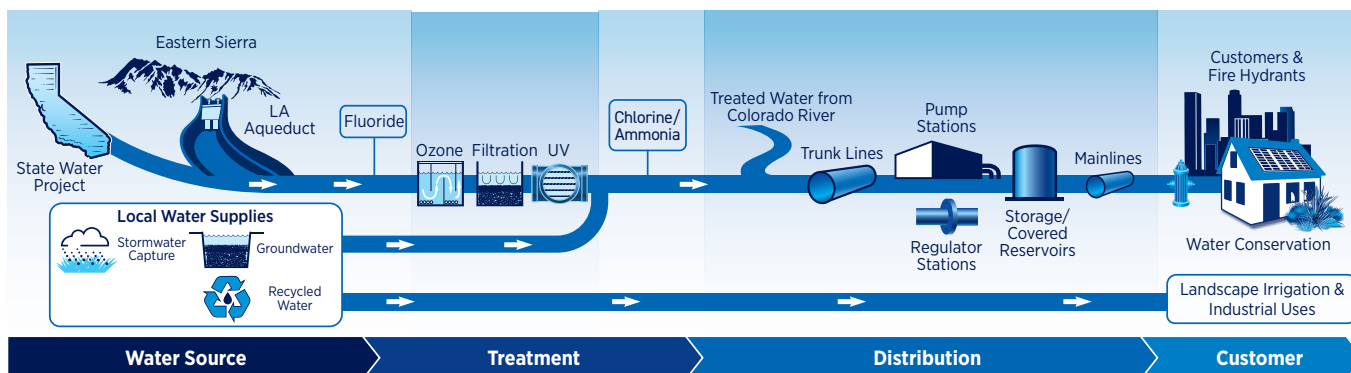 Eastern Sierra
LA
Aqueduct
State Water
Project
Fluoride
Local Water Supplies
Stormwater
Capture
Groundwater
Recycled
Water
Ozone
Filtration
UV
Chlorine/
Ammonia
Treated Water from
Colorado River
Trunk Lines
Pump
Stations
Regulator
Stations
Storage/
Covered
Reservoirs
Mainlines
Customers &
Fire Hydrants
Water Conservation
Landscape Irrigation &
Industrial Uses
Water Source
Treatment
Distribution
Customer